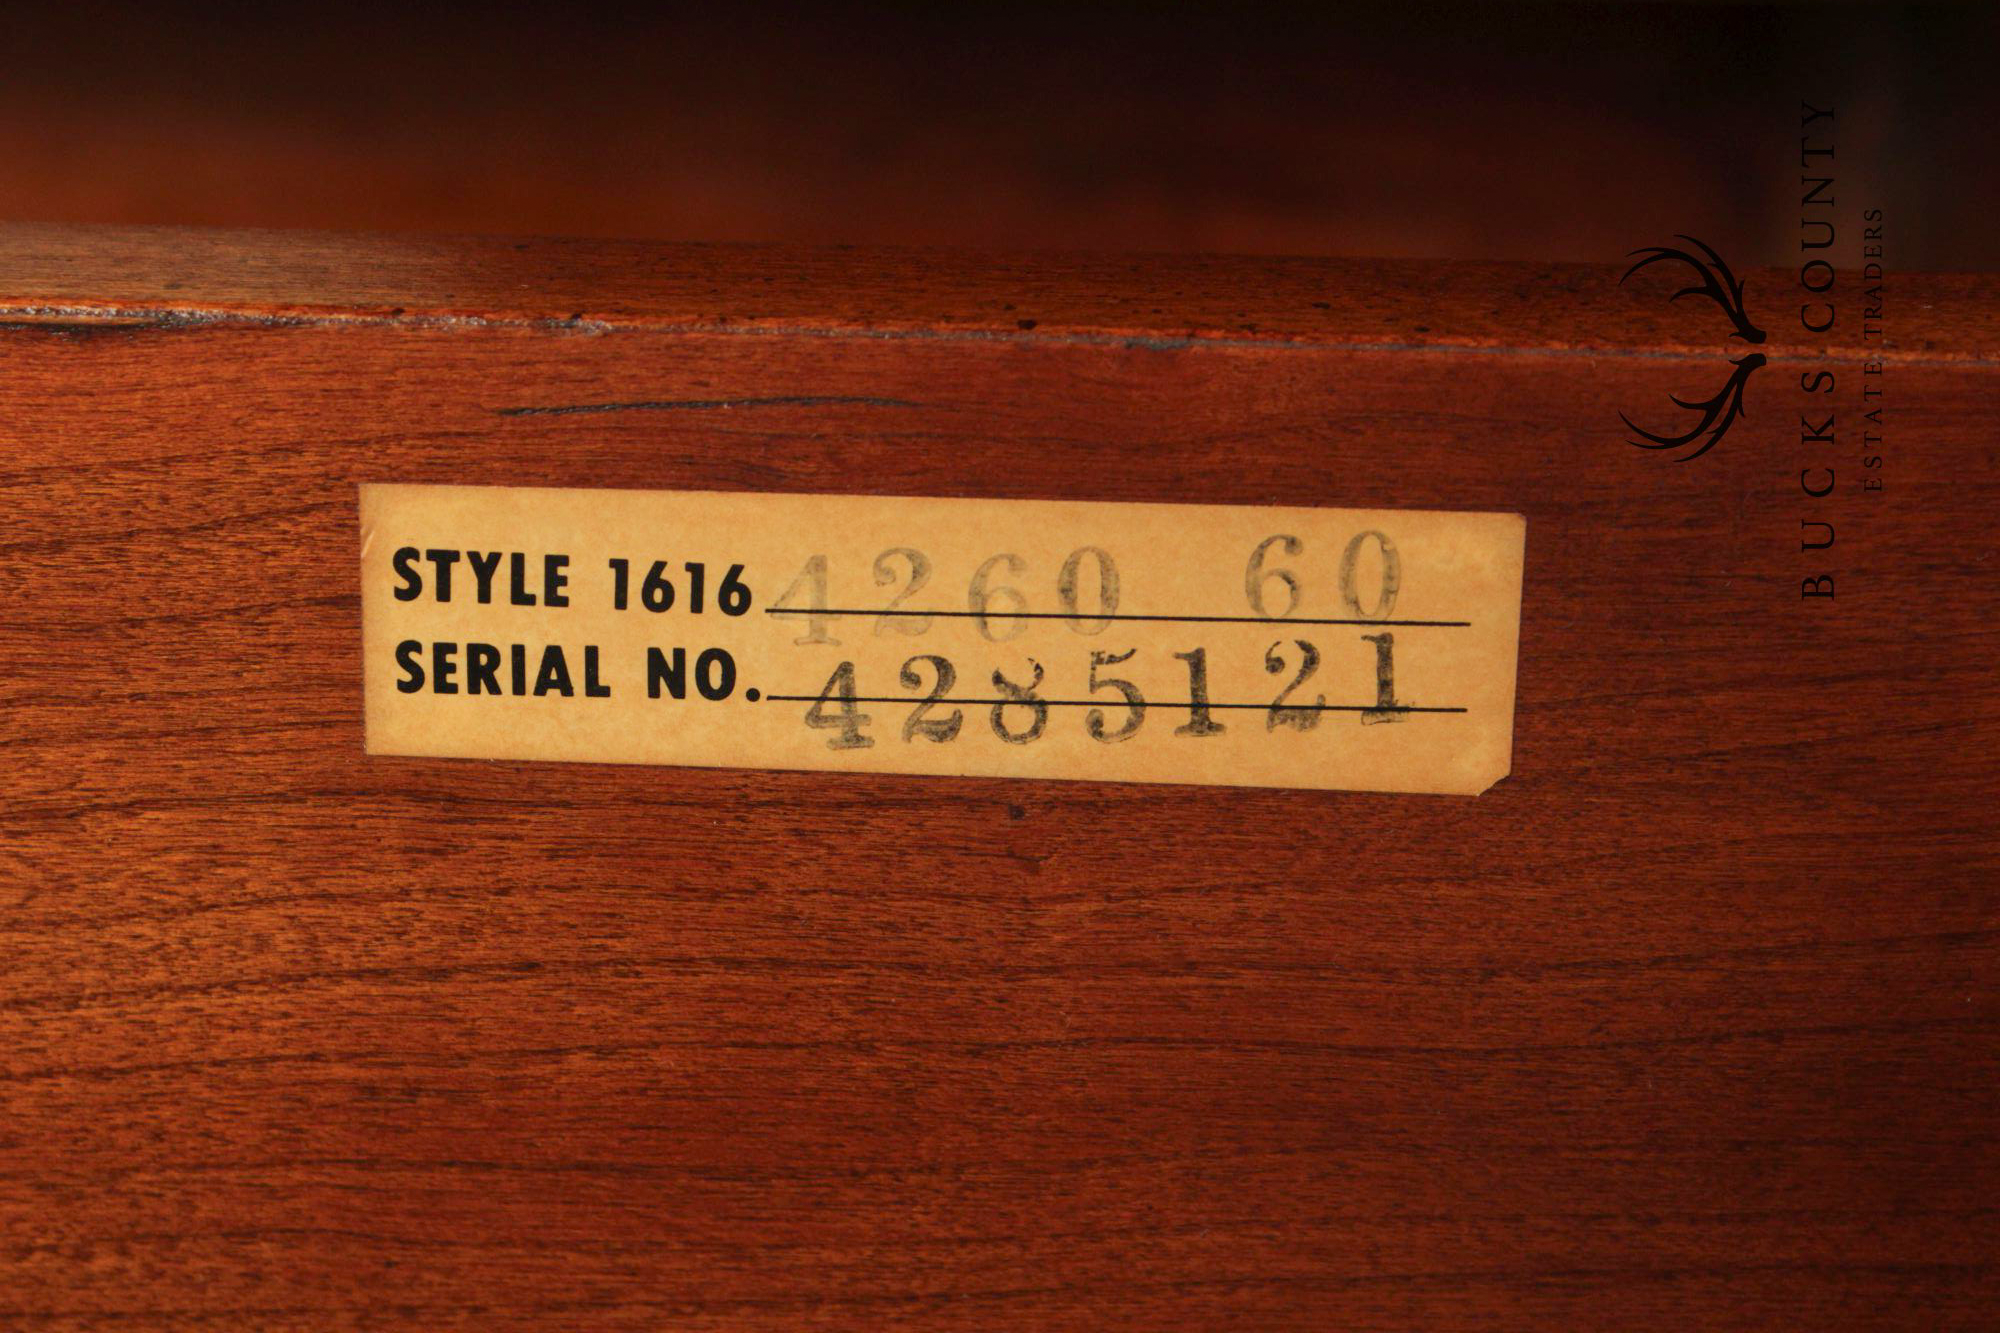 STYLE 1616 4260 60
SERIAL NO. 4285121
BUCKS COUNTY
ESTATE TRADERS